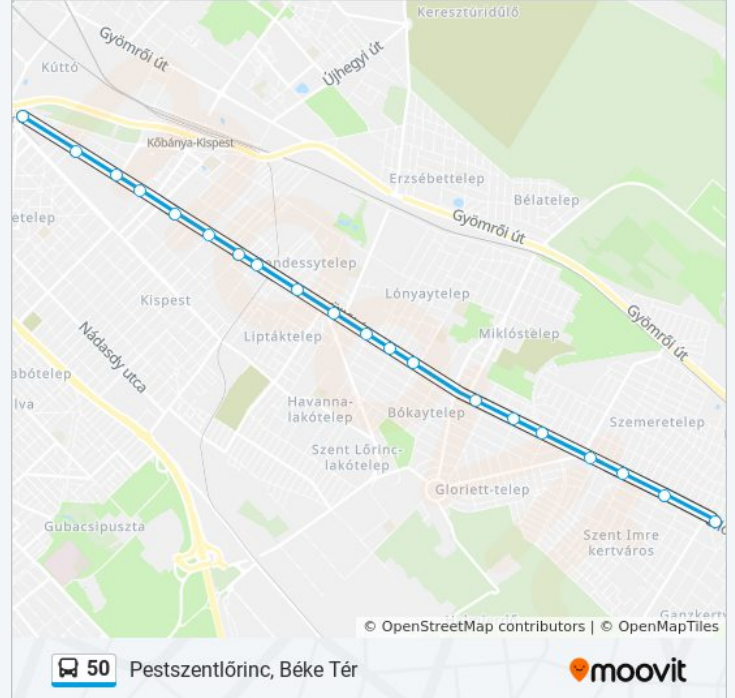 Keresztúridűlő
Gyömrői út
Kúttó
Újhegyi út
Kőbánya-Kispest
Erzsébettelep
Bélatelep
etelep
Gyömrői út
endessytelep
Kispest
Lónyaytelep
Gyömrői út
Liptáktelep
Miklóstelep
Nádasdy utca
abótelep
lva
Havanna-
lakótelep
Bókaytelep
Szemeretelep
Szent Lőrinc-
lakótelep
Gloriett-telep
Gubacsipuszta
Szent Imre
kertváros
Ganzkertv
© OpenStreetMap contributors | © OpenMapTiles
50 Pestszentlőrinc, Béke Tér
moovit